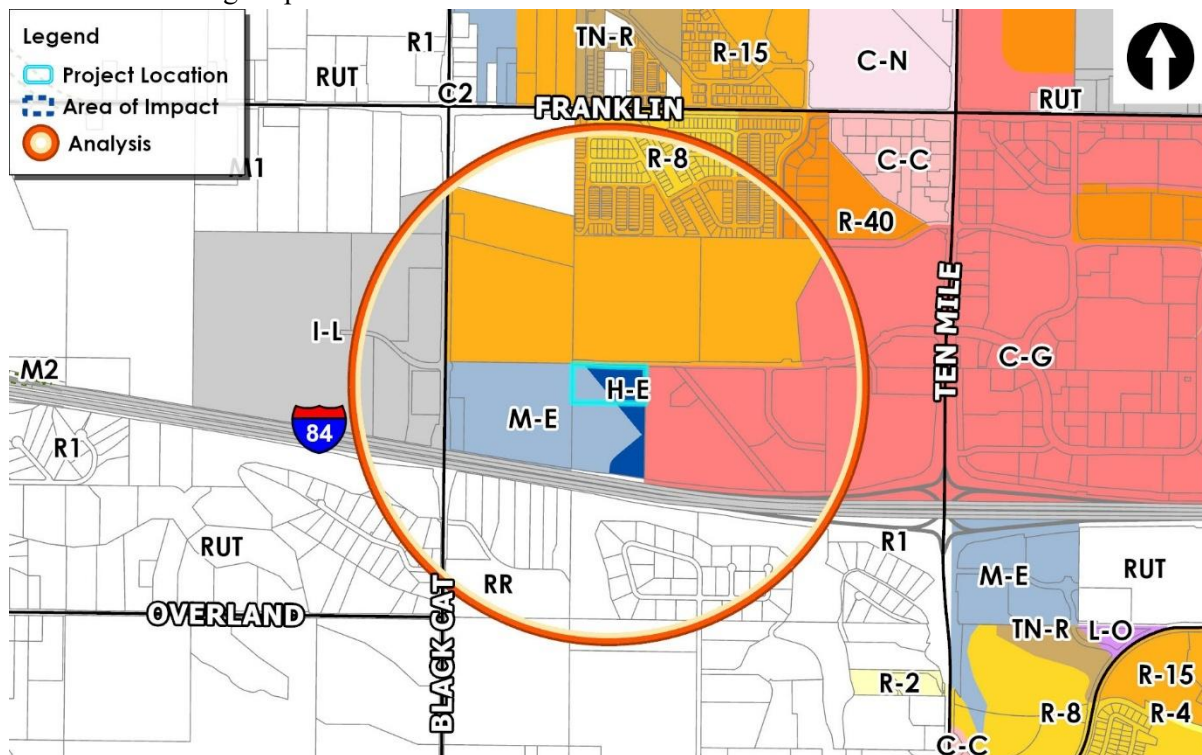 Legend
Project Location
Area of Impact
Analysis
R1
RUT
C2
TN-R
R-15
C-N
RUT
FRANKLIN
M1
R-8
C-C
R-40
TEN MILE
I-L
C-G
M2
H-E
M-E
84
R1
RUT
RR
R1
M-E
RUT
OVERLAND
BLACK CAT
TN-R
L-O
R-15
R-2
R-8
R-4
C-C